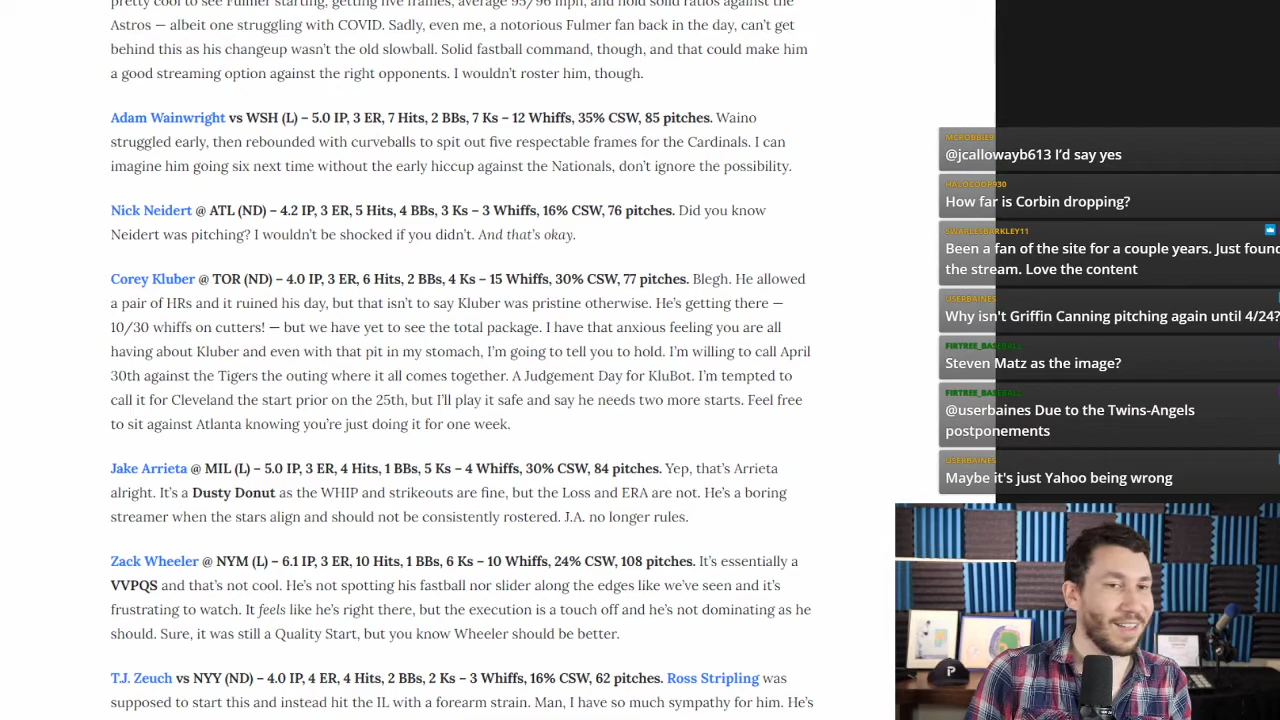 pretty cool to see Fulmer starting, getting five frames, average 95/96 mph, and hold solid ratios against the
Astros — albeit one struggling with COVID. Sadly, even me, a notorious Fulmer fan back in the day, can't get
behind this as his changeup wasn't the old slowball. Solid fastball command, though, and that could make him
a good streaming option against the right opponents. I wouldn't roster him, though.
Adam Wainwright vs WSH (L) – 5.0 IP, 3 ER, 7 Hits, 2 BBs, 7 Ks – 12 Whiffs, 35% CSW, 85 pitches. Waino
struggled early, then rebounded with curveballs to spit out five respectable frames for the Cardinals. I can
imagine him going six next time without the early hiccup against the Nationals, don't ignore the possibility.
Nick Neidert @ ATL (ND) – 4.2 IP, 3 ER, 5 Hits, 4 BBs, 3 Ks – 3 Whiffs, 16% CSW, 76 pitches. Did you know
Neidert was pitching? I wouldn't be shocked if you didn't. And that's okay.
Corey Kluber @ TOR (ND) – 4.0 IP, 3 ER, 6 Hits, 2 BBs, 4 Ks – 15 Whiffs, 30% CSW, 77 pitches. Blegh. He allowed
a pair of HRs and it ruined his day, but that isn't to say Kluber was pristine otherwise. He's getting there —
10/30 whiffs on cutters! — but we have yet to see the total package. I have that anxious feeling you are all
having about Kluber and even with that pit in my stomach, I'm going to tell you to hold. I'm willing to call April
30th against the Tigers the outing where it all comes together. A Judgement Day for KluBot. I'm tempted to
call it for Cleveland the start prior on the 25th, but I'll play it safe and say he needs two more starts. Feel free
to sit against Atlanta knowing you're just doing it for one week.
Jake Arrieta @ MIL (L) – 5.0 IP, 3 ER, 4 Hits, 1 BBs, 5 Ks – 4 Whiffs, 30% CSW, 84 pitches. Yep, that's Arrieta
alright. It's a Dusty Donut as the WHIP and strikeouts are fine, but the Loss and ERA are not. He's a boring
streamer when the stars align and should not be consistently rostered. J.A. no longer rules.
Zack Wheeler @ NYM (L) – 6.1 IP, 3 ER, 10 Hits, 1 BBs, 6 Ks – 10 Whiffs, 24% CSW, 108 pitches. It's essentially a
VVPQS and that's not cool. He's not spotting his fastball nor slider along the edges like we've seen and it's
frustrating to watch. It feels like he's right there, but the execution is a touch off and he's not dominating as he
should. Sure, it was still a Quality Start, but you know Wheeler should be better.
T.J. Zeuch vs NYY (ND) – 4.0 IP, 4 ER, 4 Hits, 2 BBs, 2 Ks – 3 Whiffs, 16% CSW, 62 pitches. Ross Stripling was
supposed to start this and instead hit the IL with a forearm strain. Man, I have so much sympathy for him. He's
@jcallowayb613 I'd say yes
HALOCOOP930
How far is Corbin dropping?
SWARLESBARKLEY11
Been a fan of the site for a couple years. Just found
the stream. Love the content
USERBAINES
Why isn't Griffin Canning pitching again until 4/24?
FIRTREE_BASEBALL
Steven Matz as the image?
FIRTREE_BASEBALL
@userbaines Due to the Twins-Angels
postponements
USERBAINES
Maybe it's just Yahoo being wrong